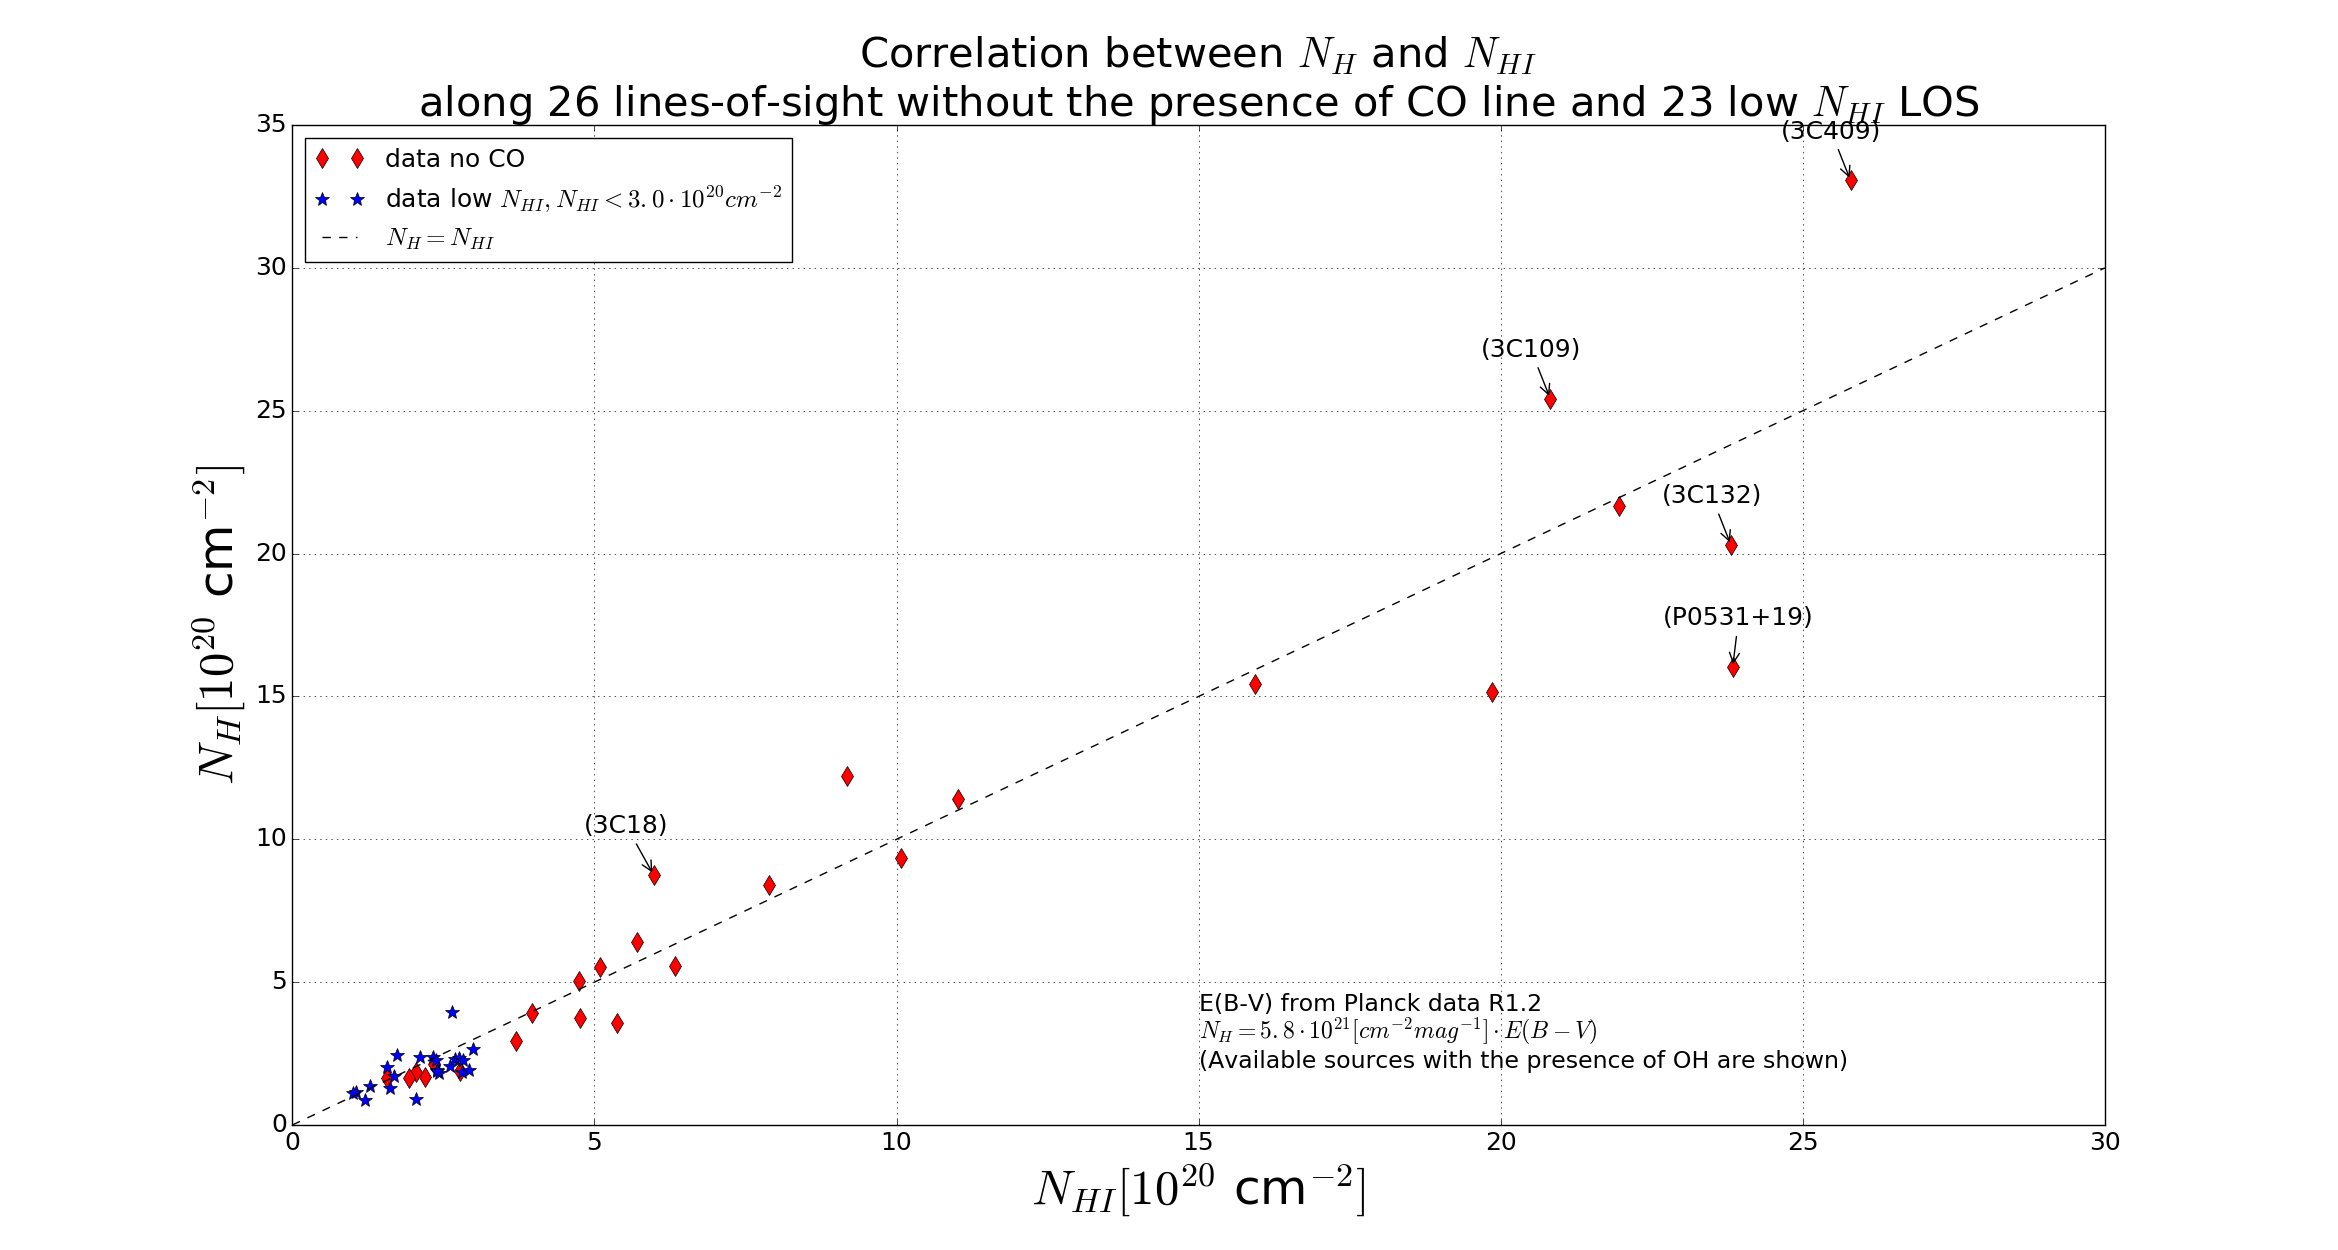 Correlation between N_H and N_HI
along 26 lines-of-sight without the presence of CO line and 23 low N_HI LOS
35
(3C409)
data no CO
data low N_HI, N_HI < 3.0 · 10^20 cm^−2
N_H = N_HI
30
(3C109)
25
(3C132)
20
(P0531+19)
15
(3C18)
10
5
E(B-V) from Planck data R1.2
N_H = 5.8 · 10^21 [cm^−2 mag^−1] · E(B − V)
(Available sources with the presence of OH are shown)
0
0 5 10 15 20 25 30
N_H [10^20 cm^−2]
N_HI [10^20 cm^−2]